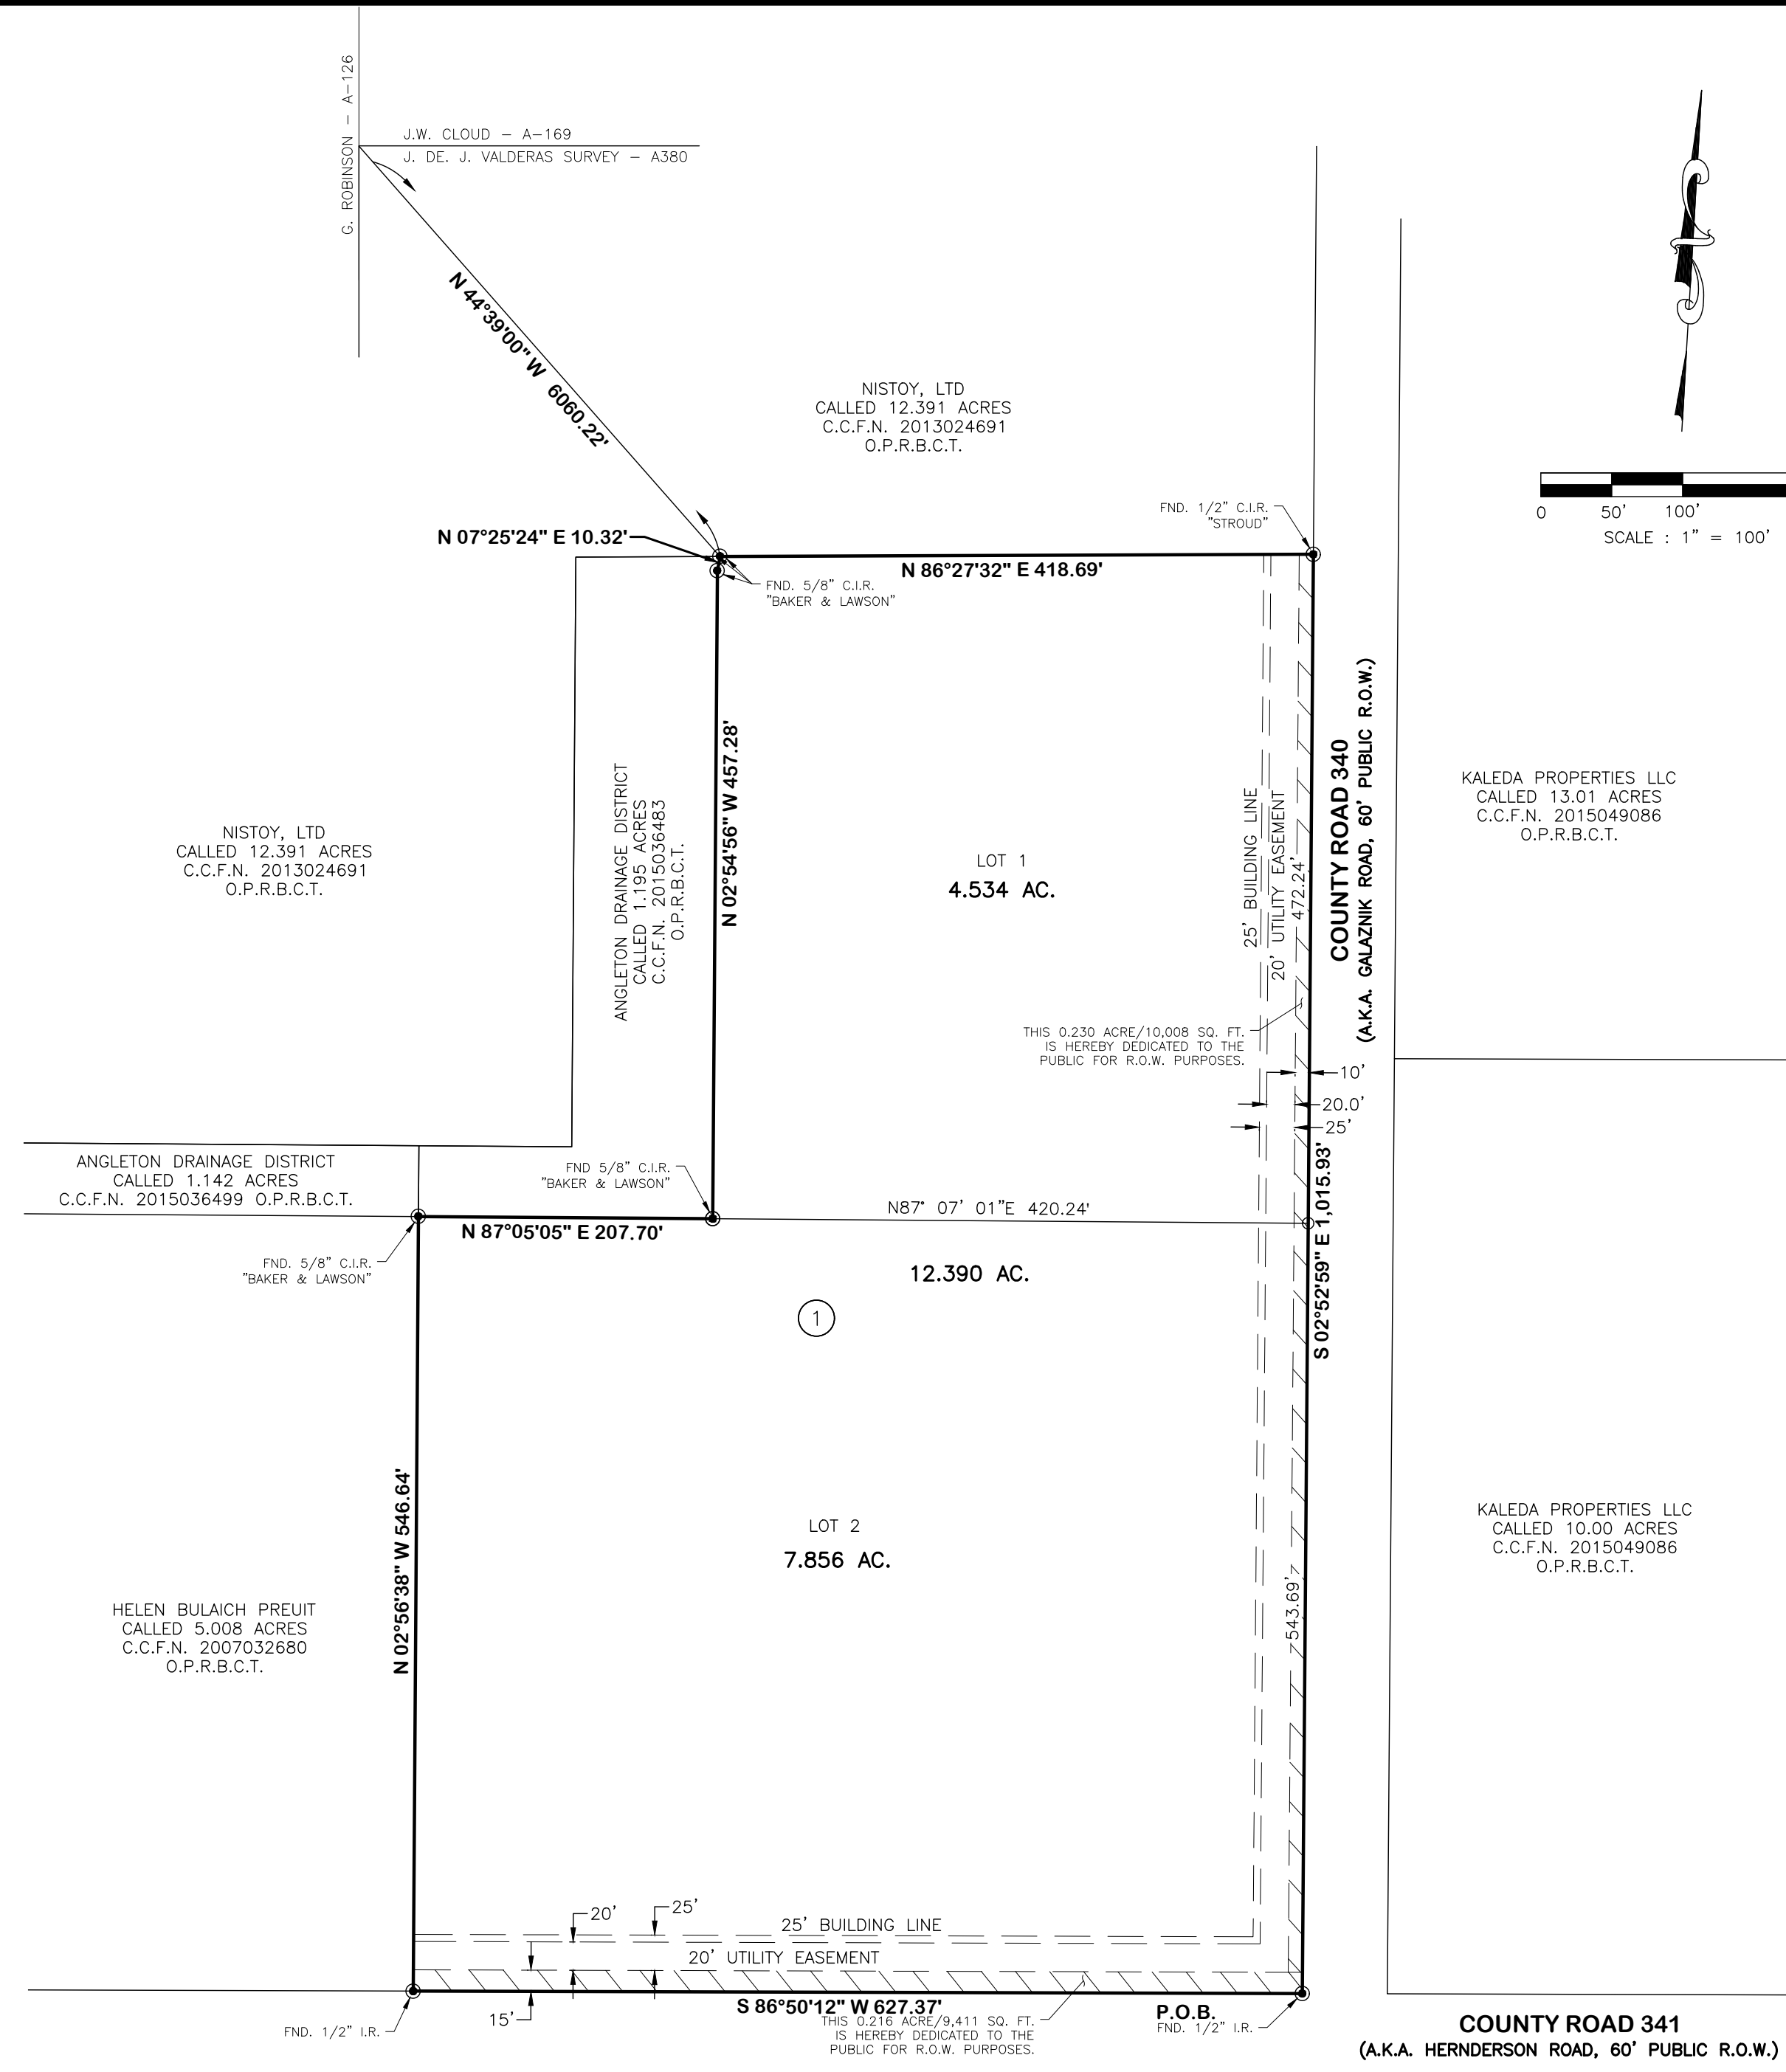 G. ROBINSON - A-126
J.W. CLOUD - A-169
J. DE. J. VALDERAS SURVEY - A380
N 44°39'00" W 6060.22'
NISTOY, LTD
CALLED 12.391 ACRES
C.C.F.N. 2013024691
O.P.R.B.C.T.
0 50' 100'
SCALE : 1" = 100'
FND. 1/2" C.I.R.
"STROUD"
N 07°25'24" E 10.32'
N 86°27'32" E 418.69'
FND. 5/8" C.I.R.
"BAKER & LAWSON"
N 02°54'56" W 457.28'
ANGLETON DRAINAGE DISTRICT
CALLED 1.195 ACRES
C.C.F.N. 2015036483
O.P.R.B.C.T.
NISTOY, LTD
CALLED 12.391 ACRES
C.C.F.N. 2013024691
O.P.R.B.C.T.
LOT 1
4.534 AC.
25' BUILDING LINE
20' UTILITY EASEMENT
472.24'
COUNTY ROAD 340
(A.K.A. GALAZNIK ROAD, 60' PUBLIC R.O.W.)
KALEDA PROPERTIES LLC
CALLED 13.01 ACRES
C.C.F.N. 2015049086
O.P.R.B.C.T.
THIS 0.230 ACRE/10,008 SQ. FT.
IS HEREBY DEDICATED TO THE
PUBLIC FOR R.O.W. PURPOSES.
10'
20.0'
25'
S 02°52'59" E 1,015.93'
ANGLETON DRAINAGE DISTRICT
CALLED 1.142 ACRES
C.C.F.N. 2015036499 O.P.R.B.C.T.
FND 5/8" C.I.R.
"BAKER & LAWSON"
N87° 07' 01"E 420.24'
N 87°05'05" E 207.70'
FND. 5/8" C.I.R.
"BAKER & LAWSON"
12.390 AC.
1
N 02°56'38" W 546.64'
LOT 2
7.856 AC.
543.69'
KALEDA PROPERTIES LLC
CALLED 10.00 ACRES
C.C.F.N. 2015049086
O.P.R.B.C.T.
HELEN BULAICH PREUIT
CALLED 5.008 ACRES
C.C.F.N. 2007032680
O.P.R.B.C.T.
20'
25'
25' BUILDING LINE
20' UTILITY EASEMENT
15'
S 86°50'12" W 627.37'
THIS 0.216 ACRE/9,411 SQ. FT.
IS HEREBY DEDICATED TO THE
PUBLIC FOR R.O.W. PURPOSES.
P.O.B.
FND. 1/2" I.R.
FND. 1/2" I.R.
COUNTY ROAD 341
(A.K.A. HERNDERSON ROAD, 60' PUBLIC R.O.W.)